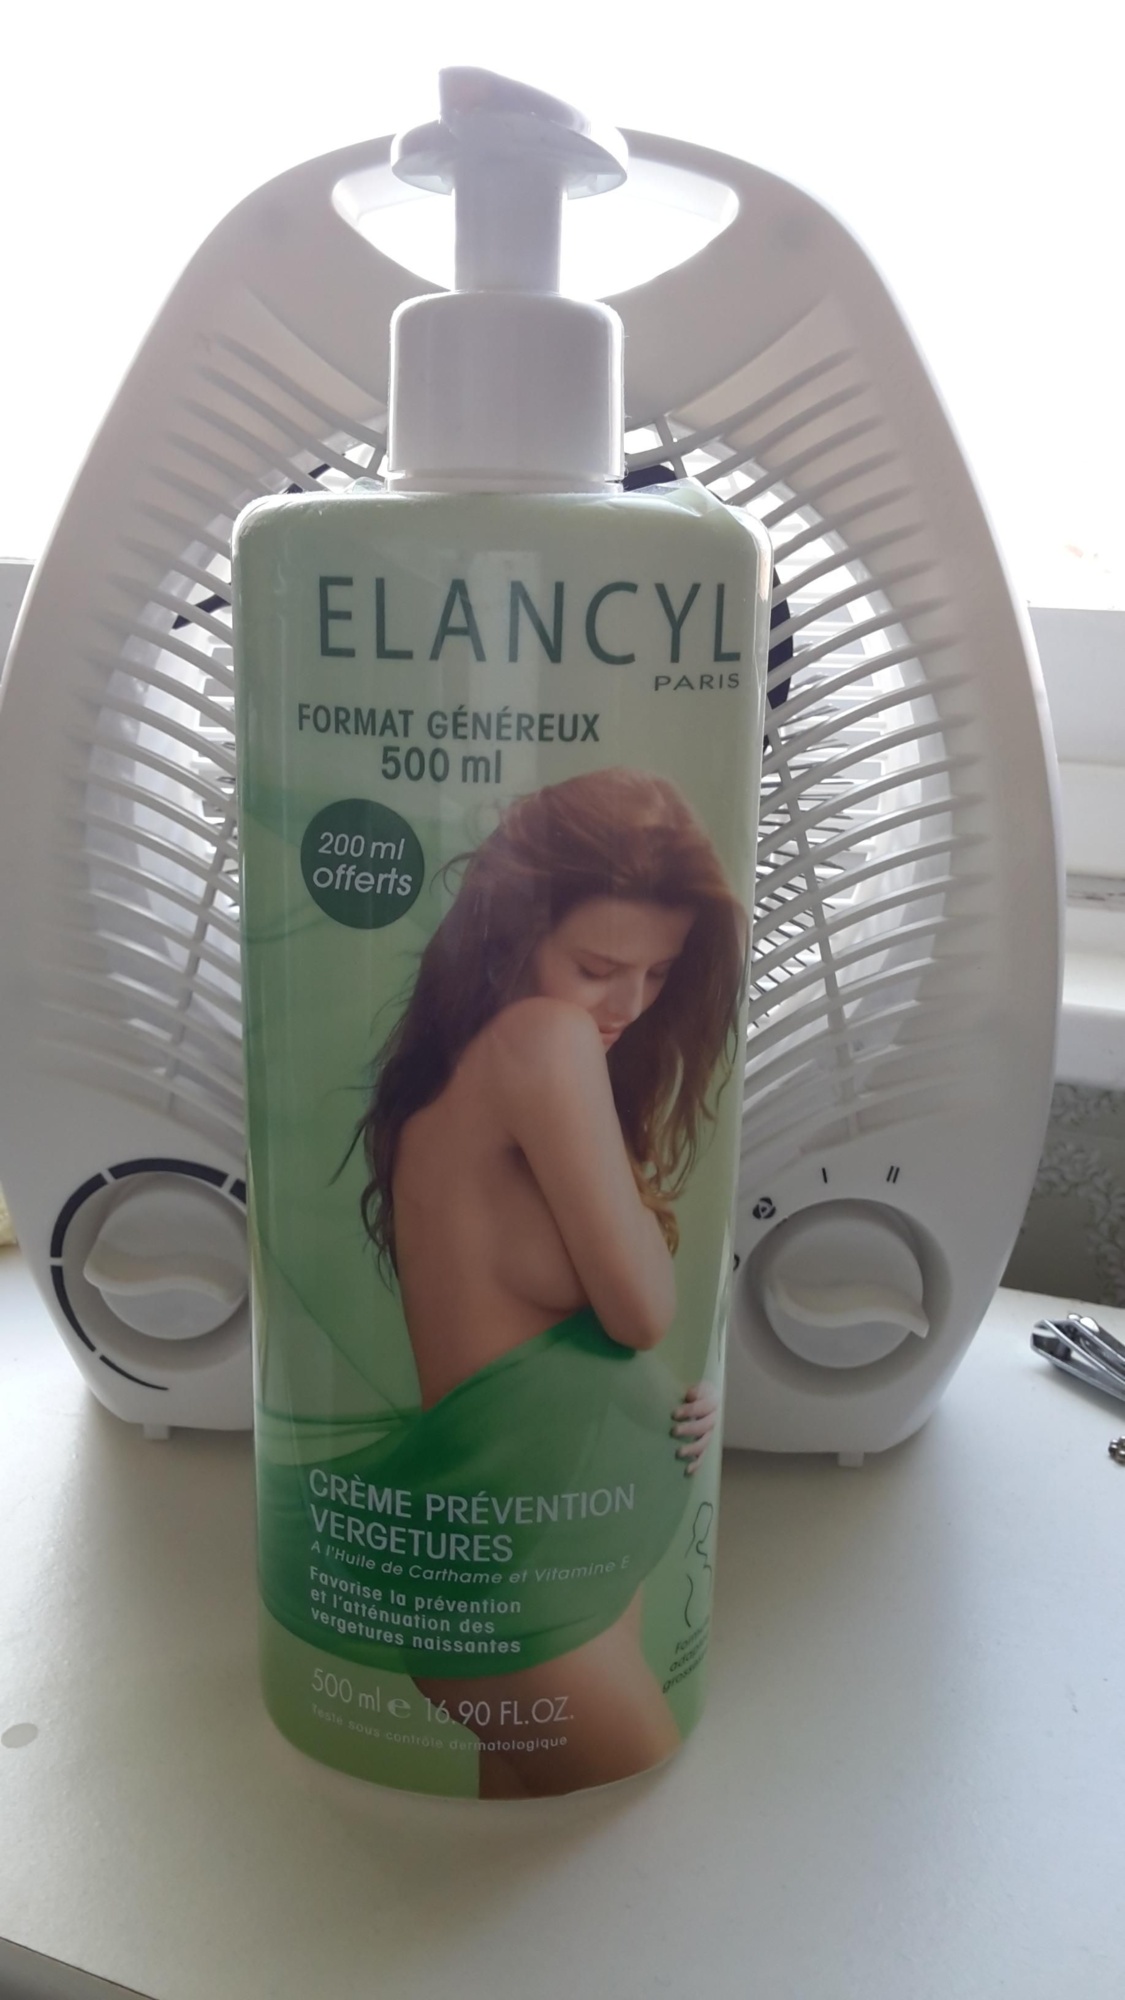 ELANCYL
PARIS
FORMAT GÉNÉREUX
500 ml
200 ml
offerts
CRÈME PRÉVENTION
VERGETURES
A l'Huile de Carthame et Vitamine E
Favorise la prévention
et l'atténuation des
vergetures naissantes
500 ml e 16.90 FL.OZ.
Testé sous contrôle dermatologique
I II